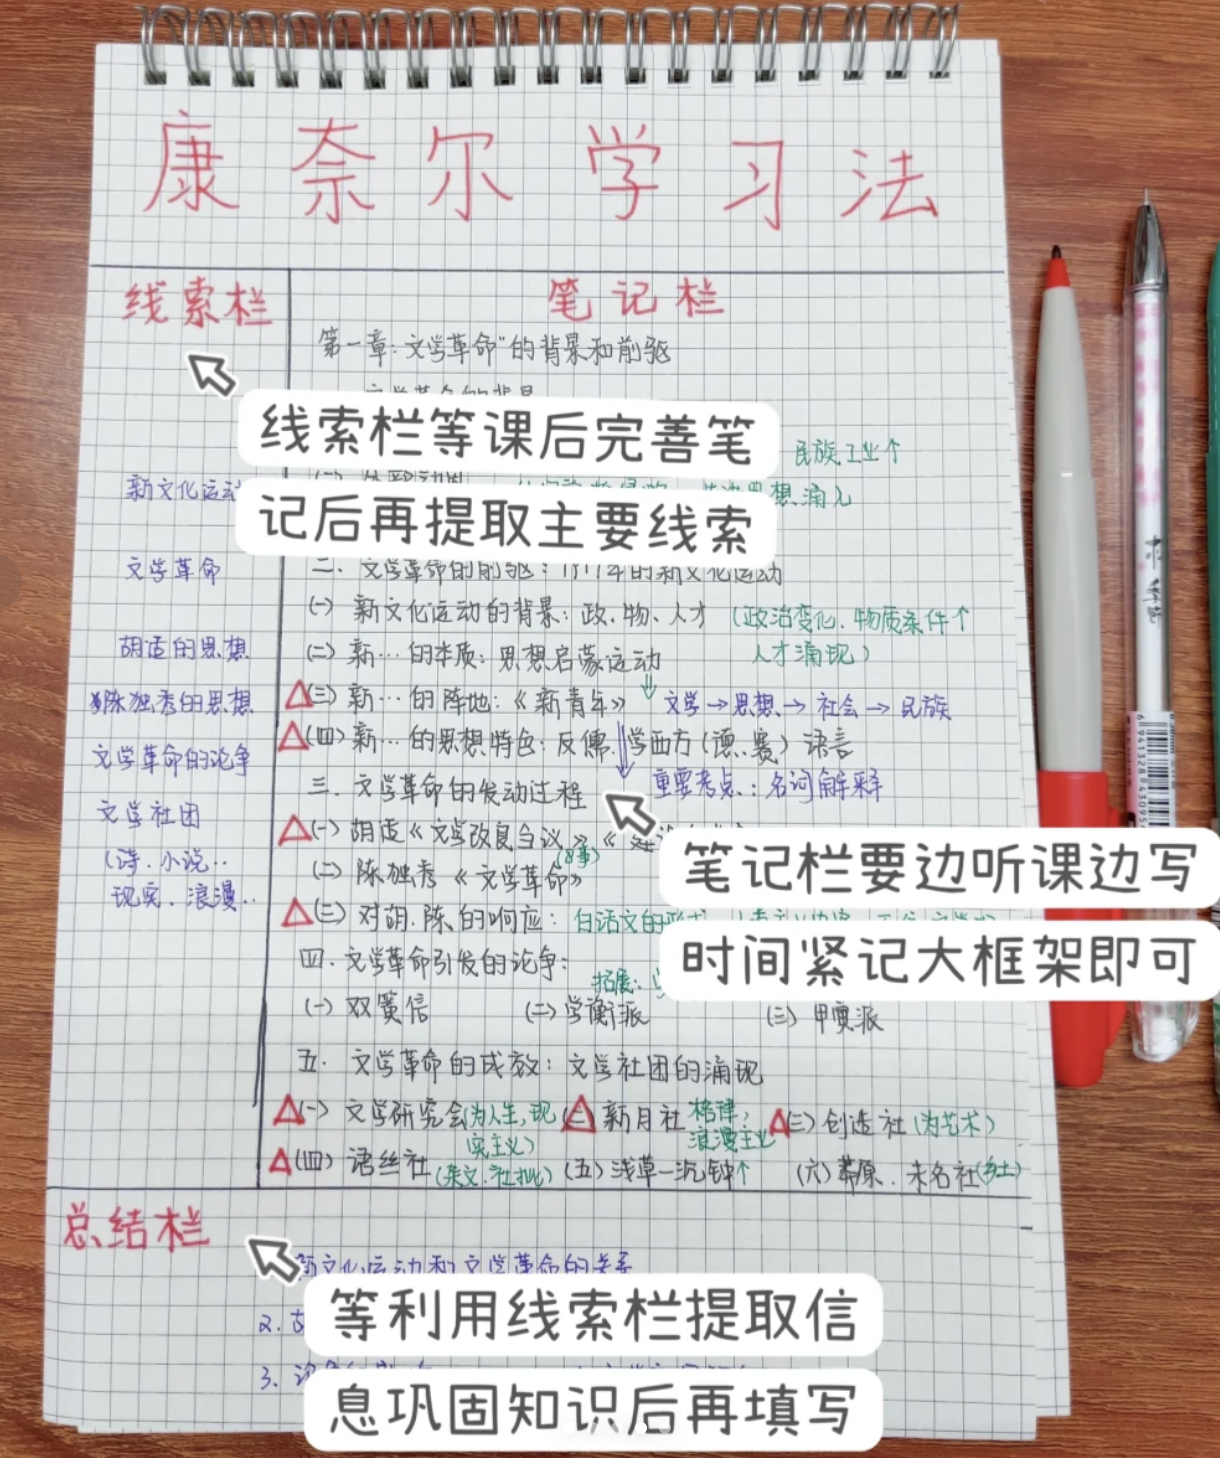 康奈尔学习法
线索栏
笔记栏
第一章:文学革命"的背景和前驱
线索栏等课后完善笔
记后再提取主要线索
民族工业个
思想涌入
新文化运动
文学革命
胡适的思想
陈独秀的思想
文学革命的论争
文学社团
(诗.小说..
现实.浪漫..
二.文学革命的前驱:1917年的新文化运动
(一)新文化运动的背景:政.物、人才(政治变化.物质条件↑
人才涌现)
(二)新…的本质:思想启蒙运动
△(三)新…的阵地:《新青年》 文学→思想→社会→民族
△(四)新…的思想特色:反儒.学西方(德.赛)语言
重要考点:名词解释
三.文学革命的发动过程
△(一)胡适《文学改良刍议》《建
(8事)
(二)陈独秀《文学革命》
△(三)对胡.陈的响应:白话文的形式
笔记栏要边听课边写
时间紧记大框架即可
四.文学革命引发的论争:
拓展:
(一)双簧信 (二)学衡派 (三)甲寅派
五.文学革命的成效:文学社团的涌现
△(一)文学研究会(为人生,现实主义) △(二)新月社 格律,浪漫主义 △(三)创造社(为艺术)
△(四)语丝社(杂文.社批)(五)浅草—沉钟↑ (六)莽原.未名社(乡土)
总结栏
新文化运动和文学革命的关系
2.
3.
等利用线索栏提取信
息巩固知识后再填写